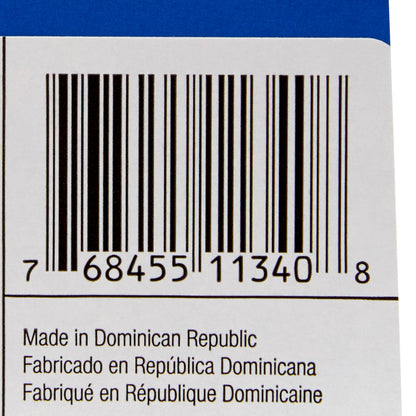 7 68455 11340 8
Made in Dominican Republic
Fabricado en República Dominicana
Fabriqué en République Dominicaine